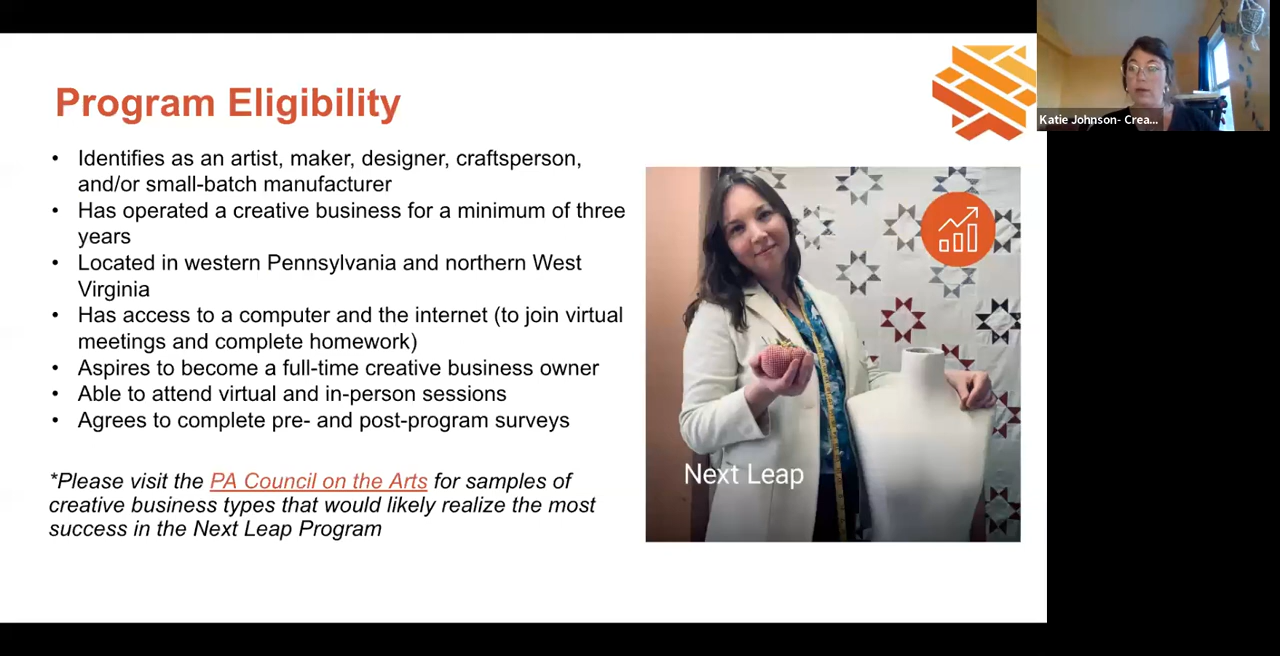 Program Eligibility
• Identifies as an artist, maker, designer, craftsperson,
and/or small-batch manufacturer
• Has operated a creative business for a minimum of three
years
• Located in western Pennsylvania and northern West
Virginia
• Has access to a computer and the internet (to join virtual
meetings and complete homework)
• Aspires to become a full-time creative business owner
• Able to attend virtual and in-person sessions
• Agrees to complete pre- and post-program surveys
*Please visit the PA Council on the Arts for samples of
creative business types that would likely realize the most
success in the Next Leap Program
Next Leap
Katie Johnson- Crea...